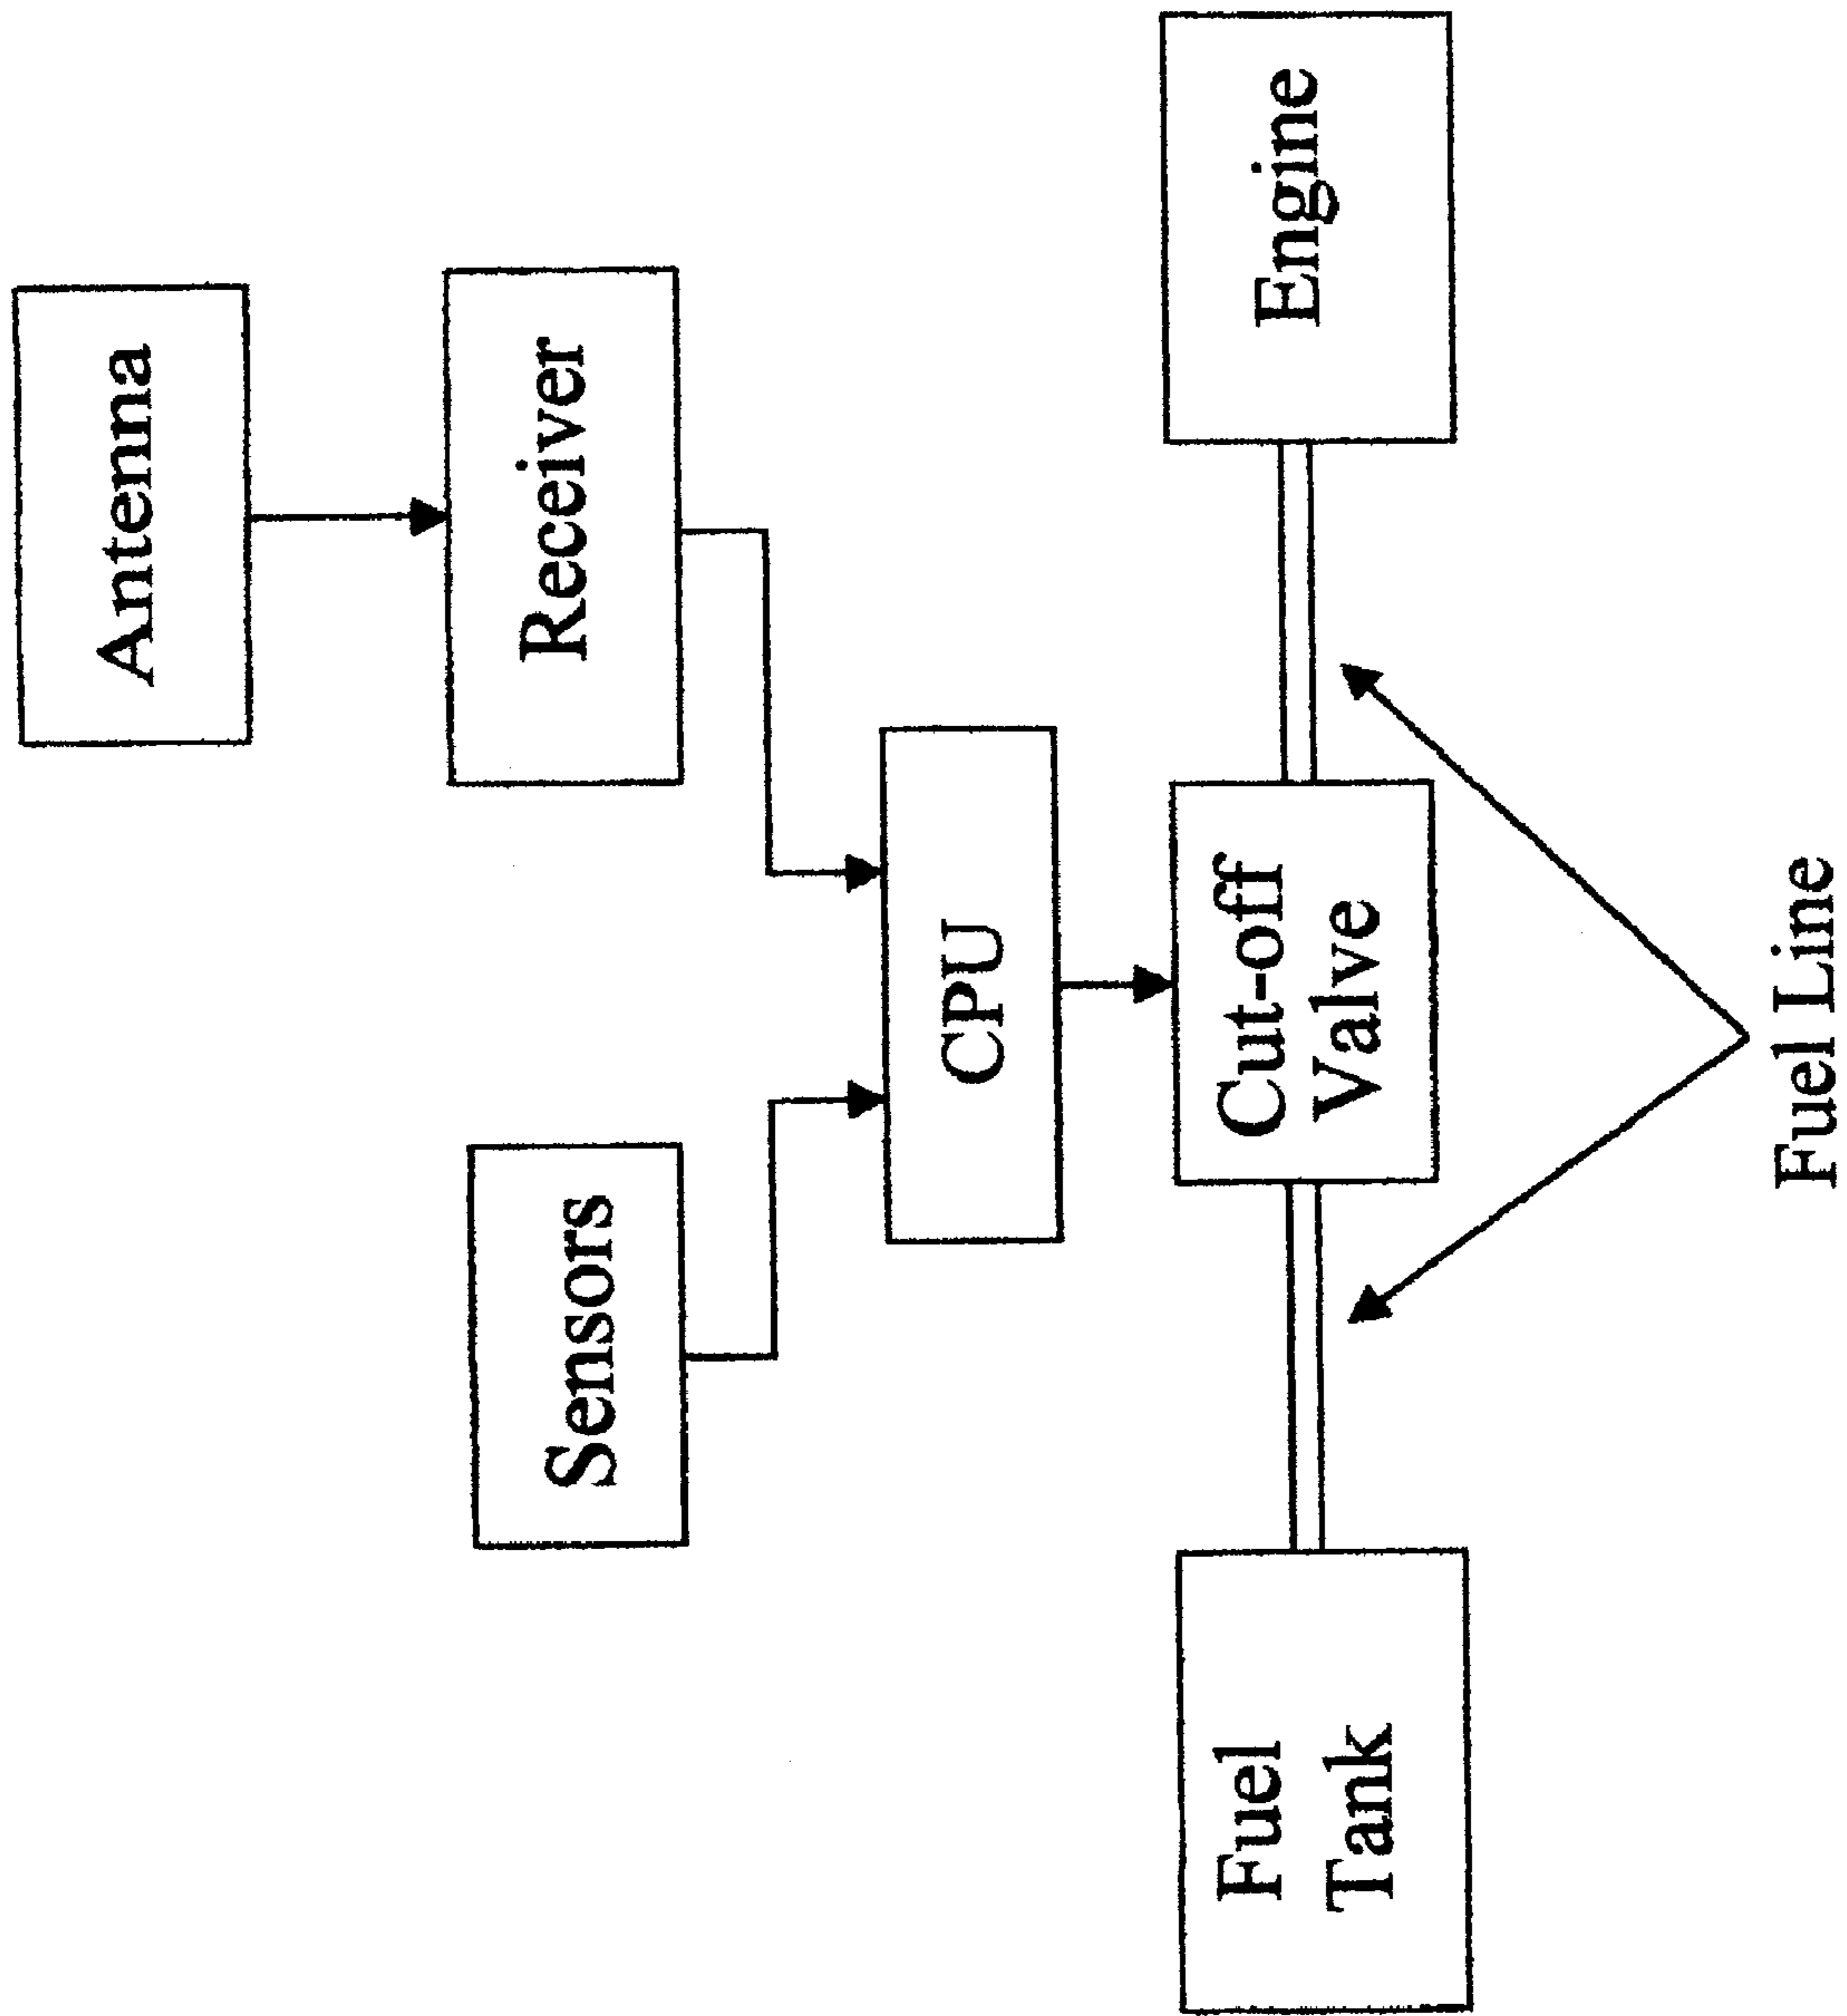 Antenna
Receiver
Sensors
CPU
Fuel
Tank
Cut-off
Valve
Engine
Fuel Line